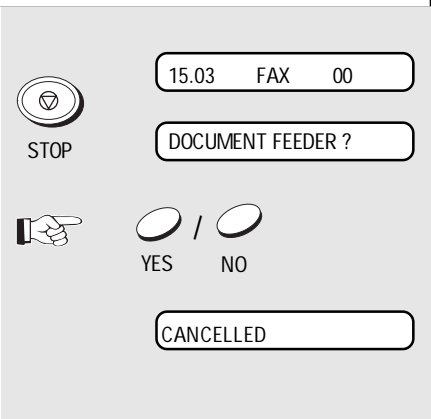 15.03 FAX 00
STOP
DOCUMENT FEEDER ?
/
YES NO
CANCELLED